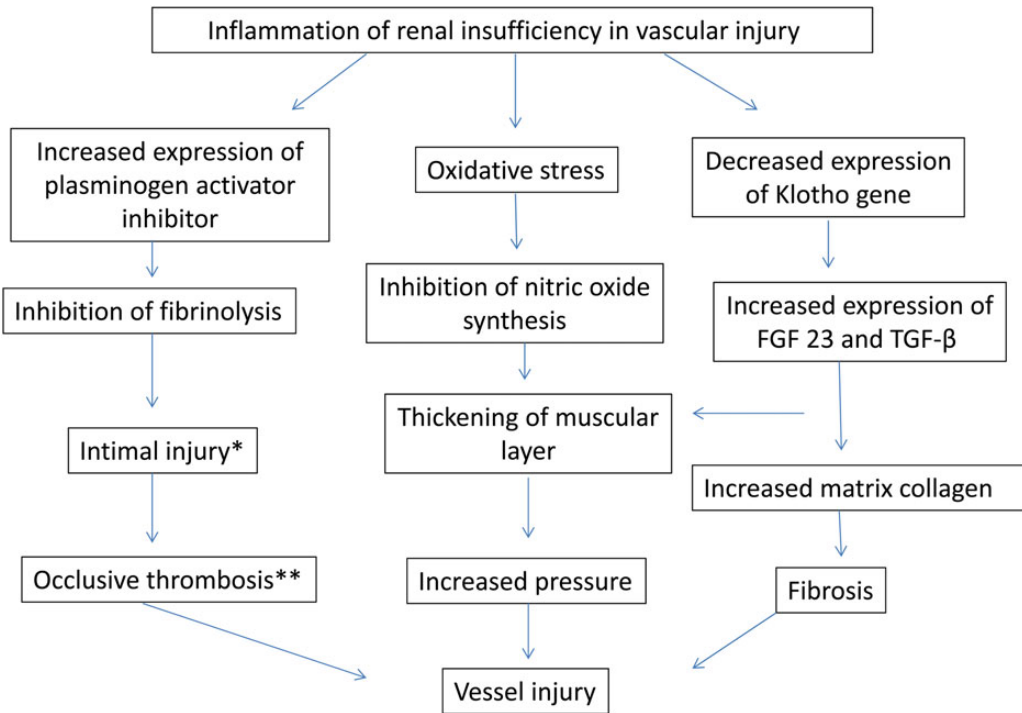 Inflammation of renal insufficiency in vascular injury
Increased expression of
plasminogen activator
inhibitor
Oxidative stress
Decreased expression
of Klotho gene
Inhibition of fibrinolysis
Inhibition of nitric oxide
synthesis
Increased expression of
FGF 23 and TGF-β
Intimal injury*
Thickening of muscular
layer
Increased matrix collagen
Occlusive thrombosis**
Increased pressure
Fibrosis
Vessel injury